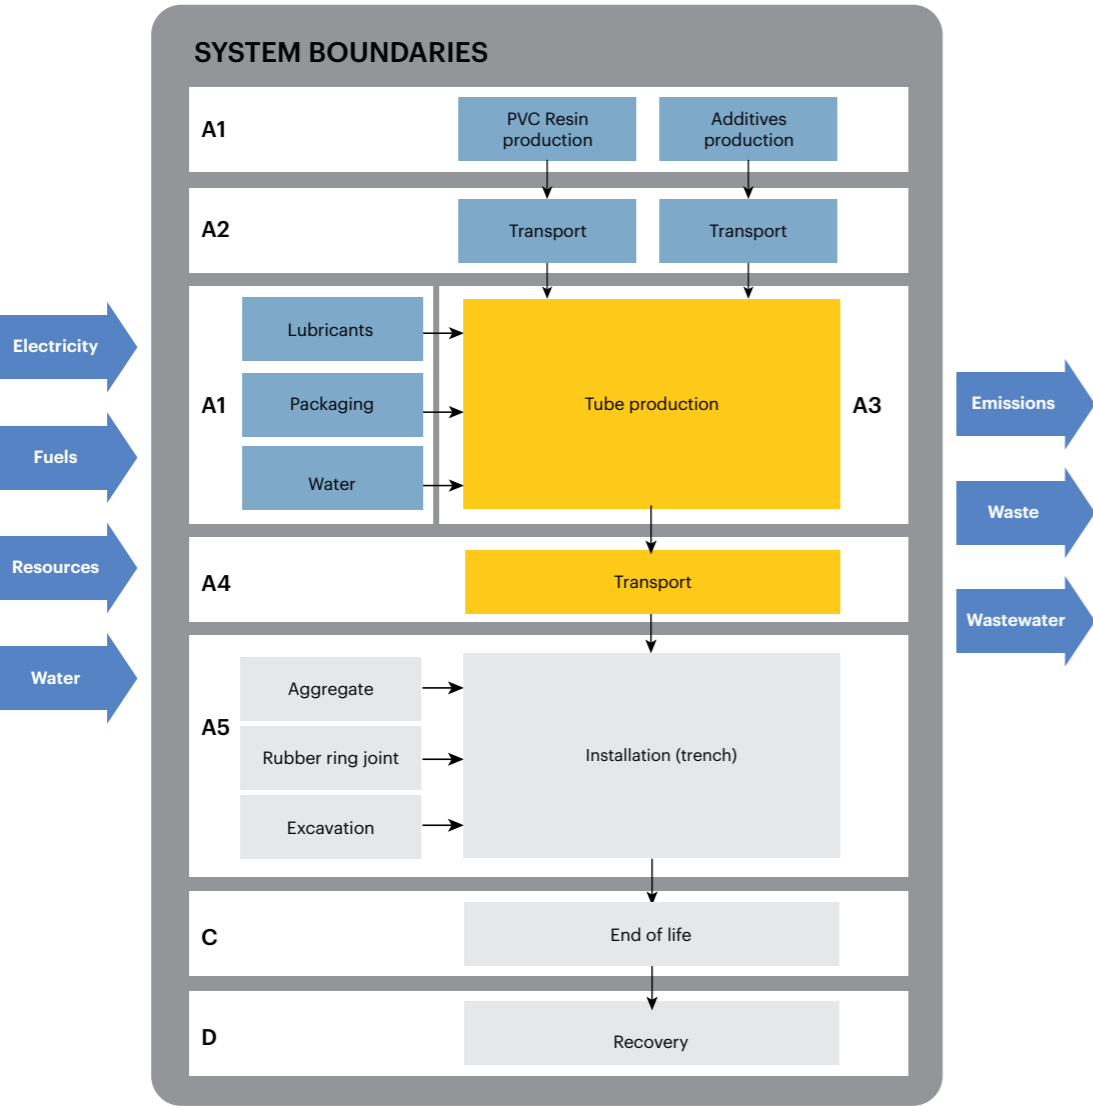 SYSTEM BOUNDARIES
A1
PVC Resin
production
Additives
production
A2
Transport
Transport
Electricity
Fuels
Resources
Water
A1
Lubricants
Packaging
Water
Tube production
A3
Emissions
Waste
Wastewater
A4
Transport
A5
Aggregate
Rubber ring joint
Excavation
Installation (trench)
C
End of life
D
Recovery